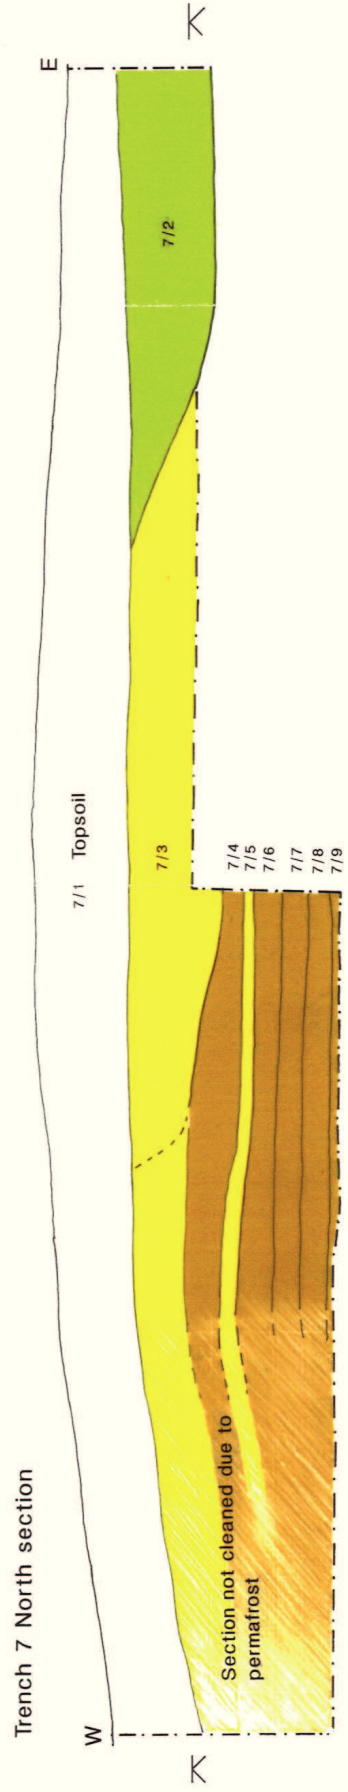 Trench 7 North section
W
E
7/1 Topsoil
7/2
7/3
7/4
7/5
7/6
7/7
7/8
7/9
Section not cleaned due to
permafrost